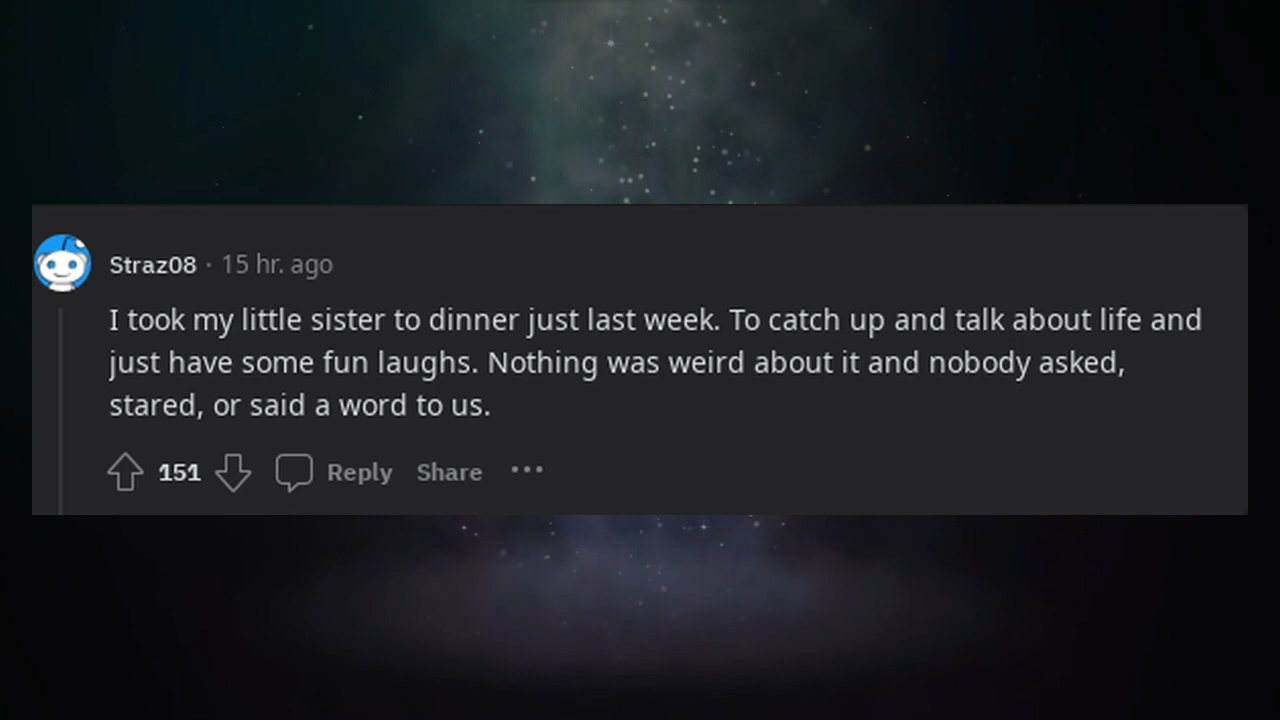 Straz08 · 15 hr. ago
I took my little sister to dinner just last week. To catch up and talk about life and
just have some fun laughs. Nothing was weird about it and nobody asked,
stared, or said a word to us.
151 Reply Share •••